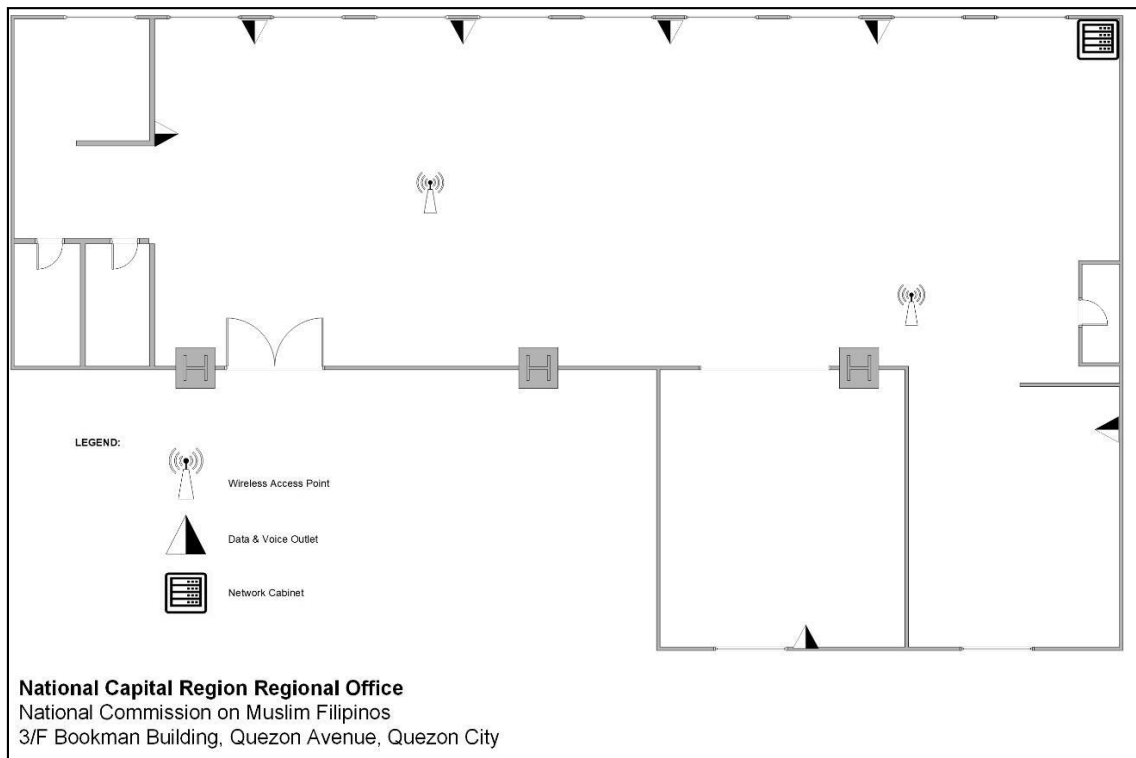 H
H
H
LEGEND:
Wireless Access Point
Data & Voice Outlet
Network Cabinet
National Capital Region Regional Office
National Commission on Muslim Filipinos
3/F Bookman Building, Quezon Avenue, Quezon City